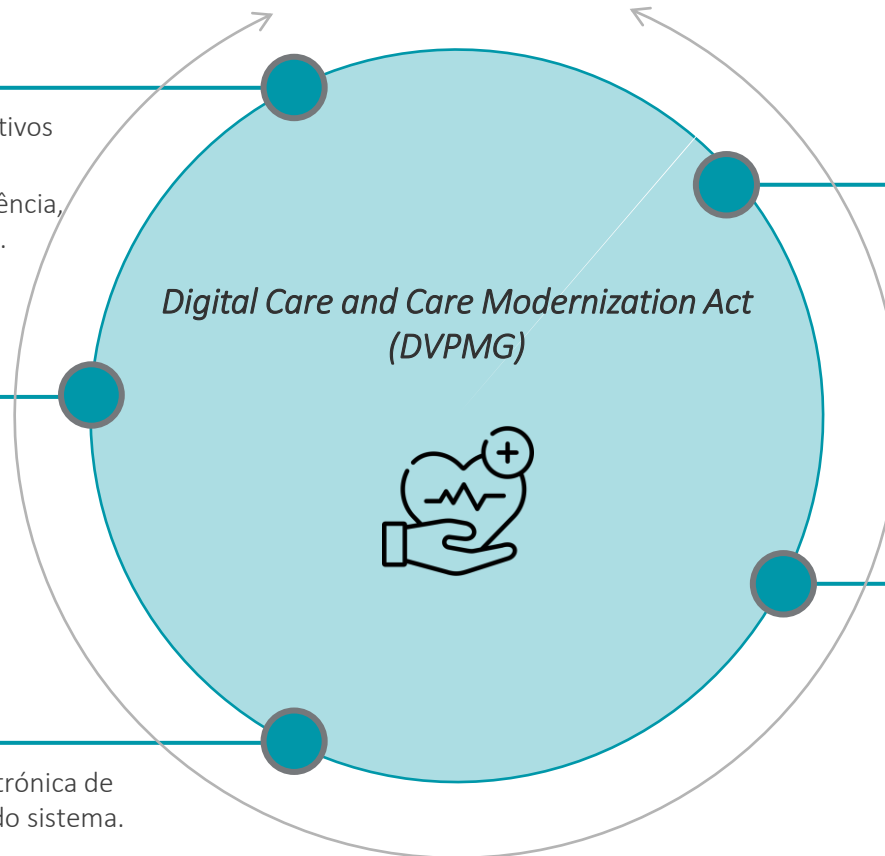 tivos
ência,
.
Digital Care and Care Modernization Act
(DVPMG)
trónica de
do sistema.